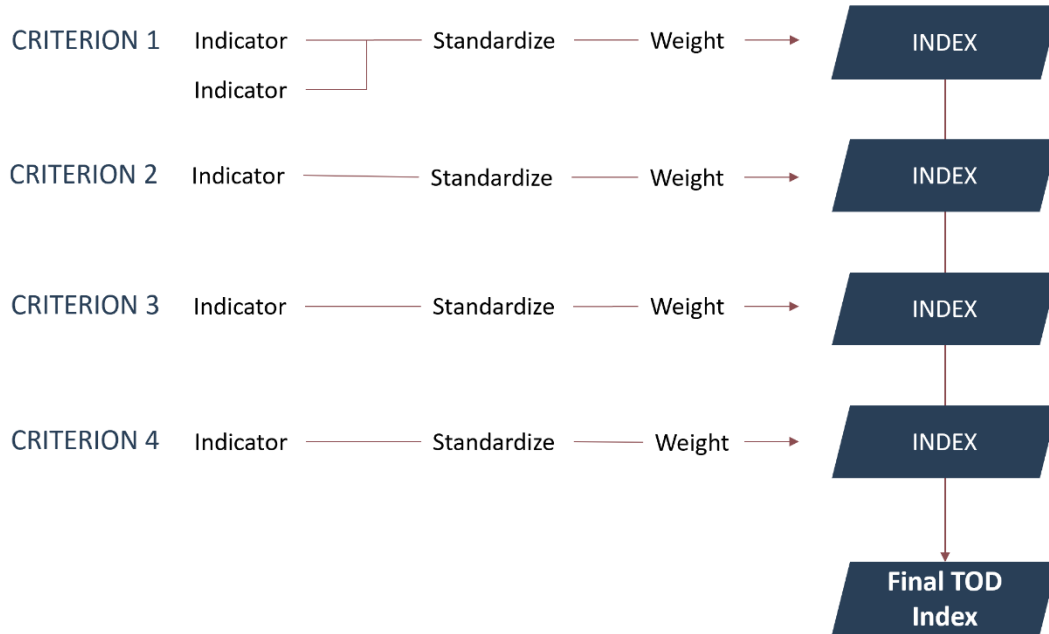 CRITERION 1 Indicator Standardize Weight INDEX
Indicator
CRITERION 2 Indicator Standardize Weight INDEX
CRITERION 3 Indicator Standardize Weight INDEX
CRITERION 4 Indicator Standardize Weight INDEX
Final TOD
Index